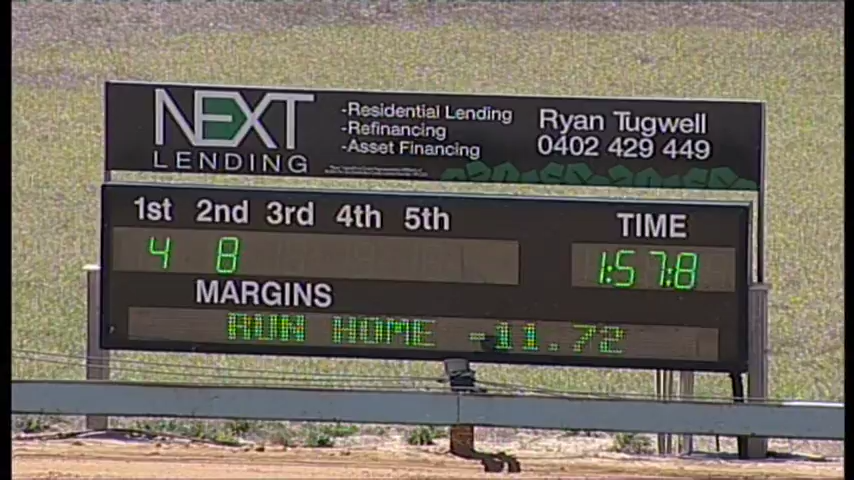 NEXT
LENDING
-Residential Lending
-Refinancing
-Asset Financing
Ryan Tugwell
0402 429 449
1st 2nd 3rd 4th 5th
TIME
4 8
1:57:8
MARGINS
RUN HOME -11.72